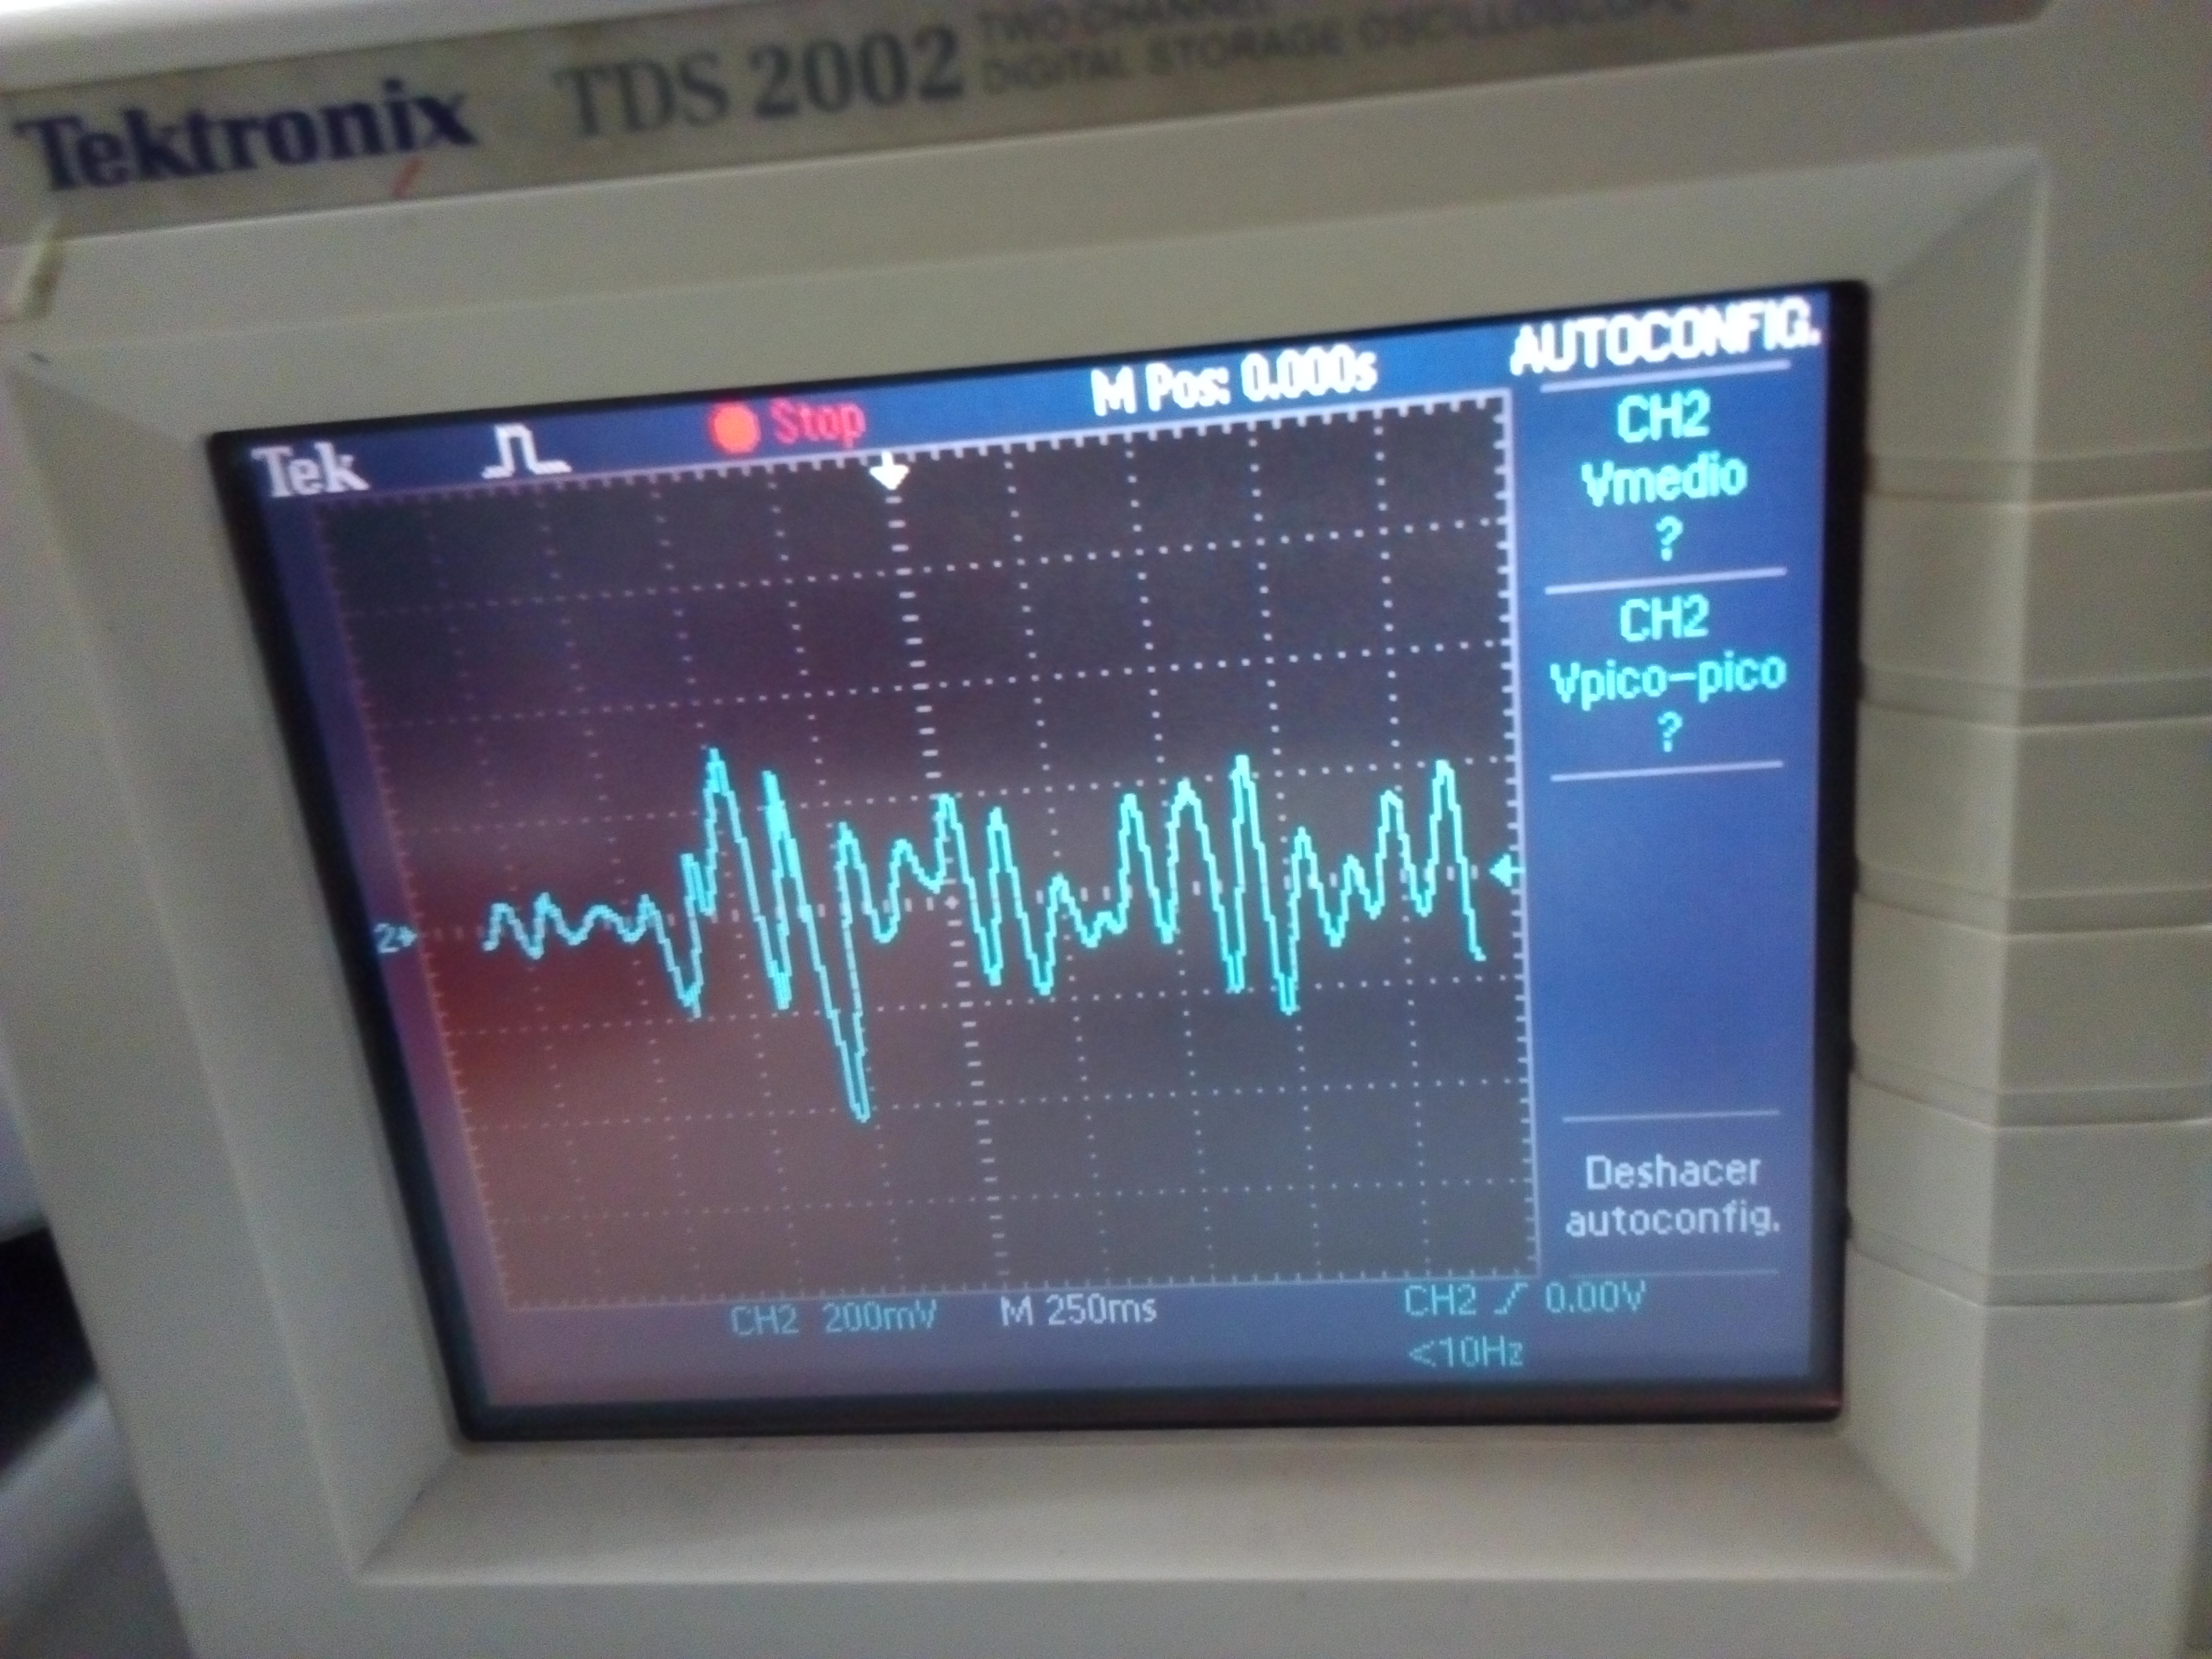 Tektronix TDS 2002 TWO CHANNEL
DIGITAL STORAGE OSCILLOSCOPE
Tek Stop M Pos: 0.000s AUTOCONFIG.
CH2
Vmedio
?
CH2
Vpico-pico
?
2
Deshacer
autoconfig.
CH2 200mV M 250ms CH2 0.00V
<10Hz